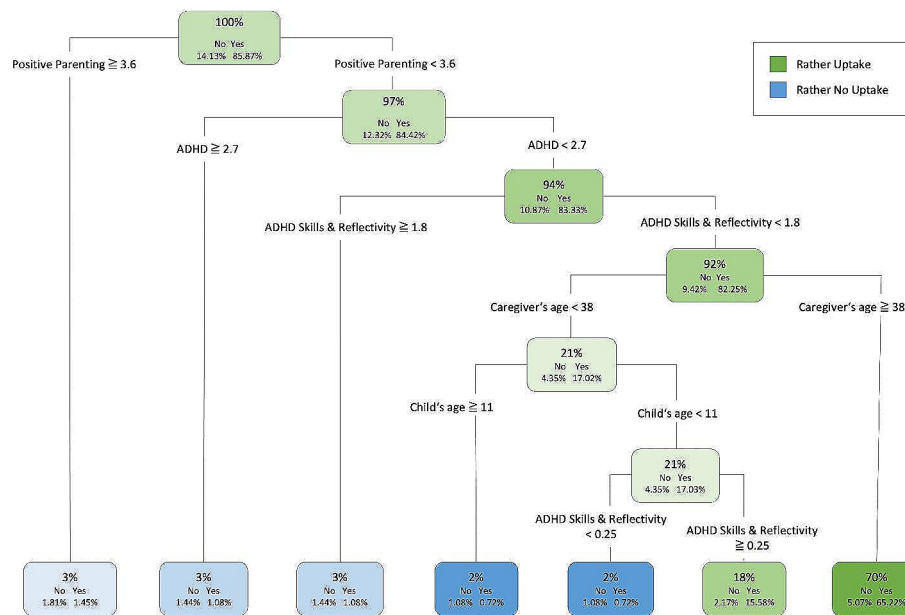 100%
No Yes
14.13% 85.87%
Positive Parenting ≧ 3.6
Positive Parenting < 3.6
Rather Uptake
Rather No Uptake
97%
No Yes
12.32% 84.42%
ADHD ≧ 2.7
ADHD < 2.7
94%
No Yes
10.87% 83.33%
ADHD Skills & Reflectivity ≧ 1.8
ADHD Skills & Reflectivity < 1.8
92%
No Yes
9.42% 82.25%
Caregiver's age < 38
Caregiver's age ≧ 38
21%
No Yes
4.35% 17.02%
Child's age ≧ 11
Child's age < 11
21%
No Yes
4.35% 17.03%
ADHD Skills & Reflectivity
< 0.25
ADHD Skills & Reflectivity
≧ 0.25
3%
No Yes
1.81% 1.45%
3%
No Yes
1.44% 1.08%
3%
No Yes
1.44% 1.08%
2%
No Yes
1.08% 0.72%
2%
No Yes
1.08% 0.72%
18%
No Yes
2.17% 15.58%
70%
No Yes
5.07% 65.22%